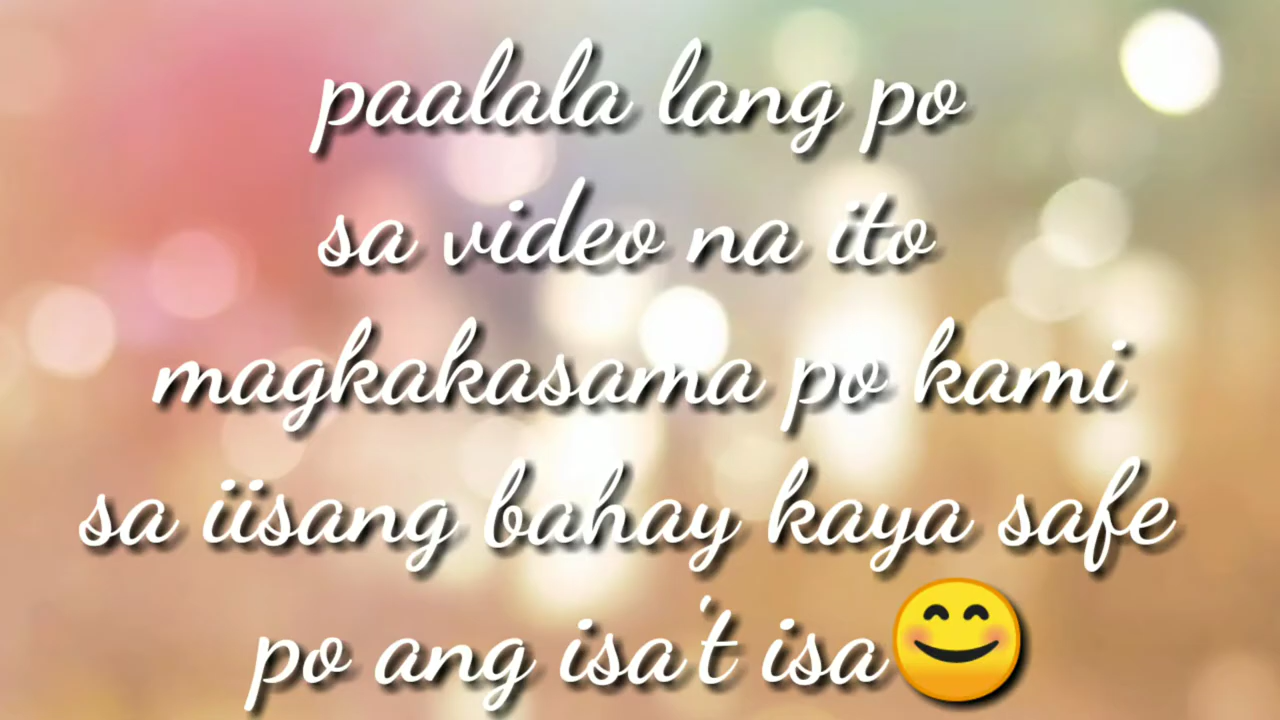 paalala lang po
sa video na ito
magkakasama po kami
sa iisang bahay kaya safe
po ang isa't isa😊